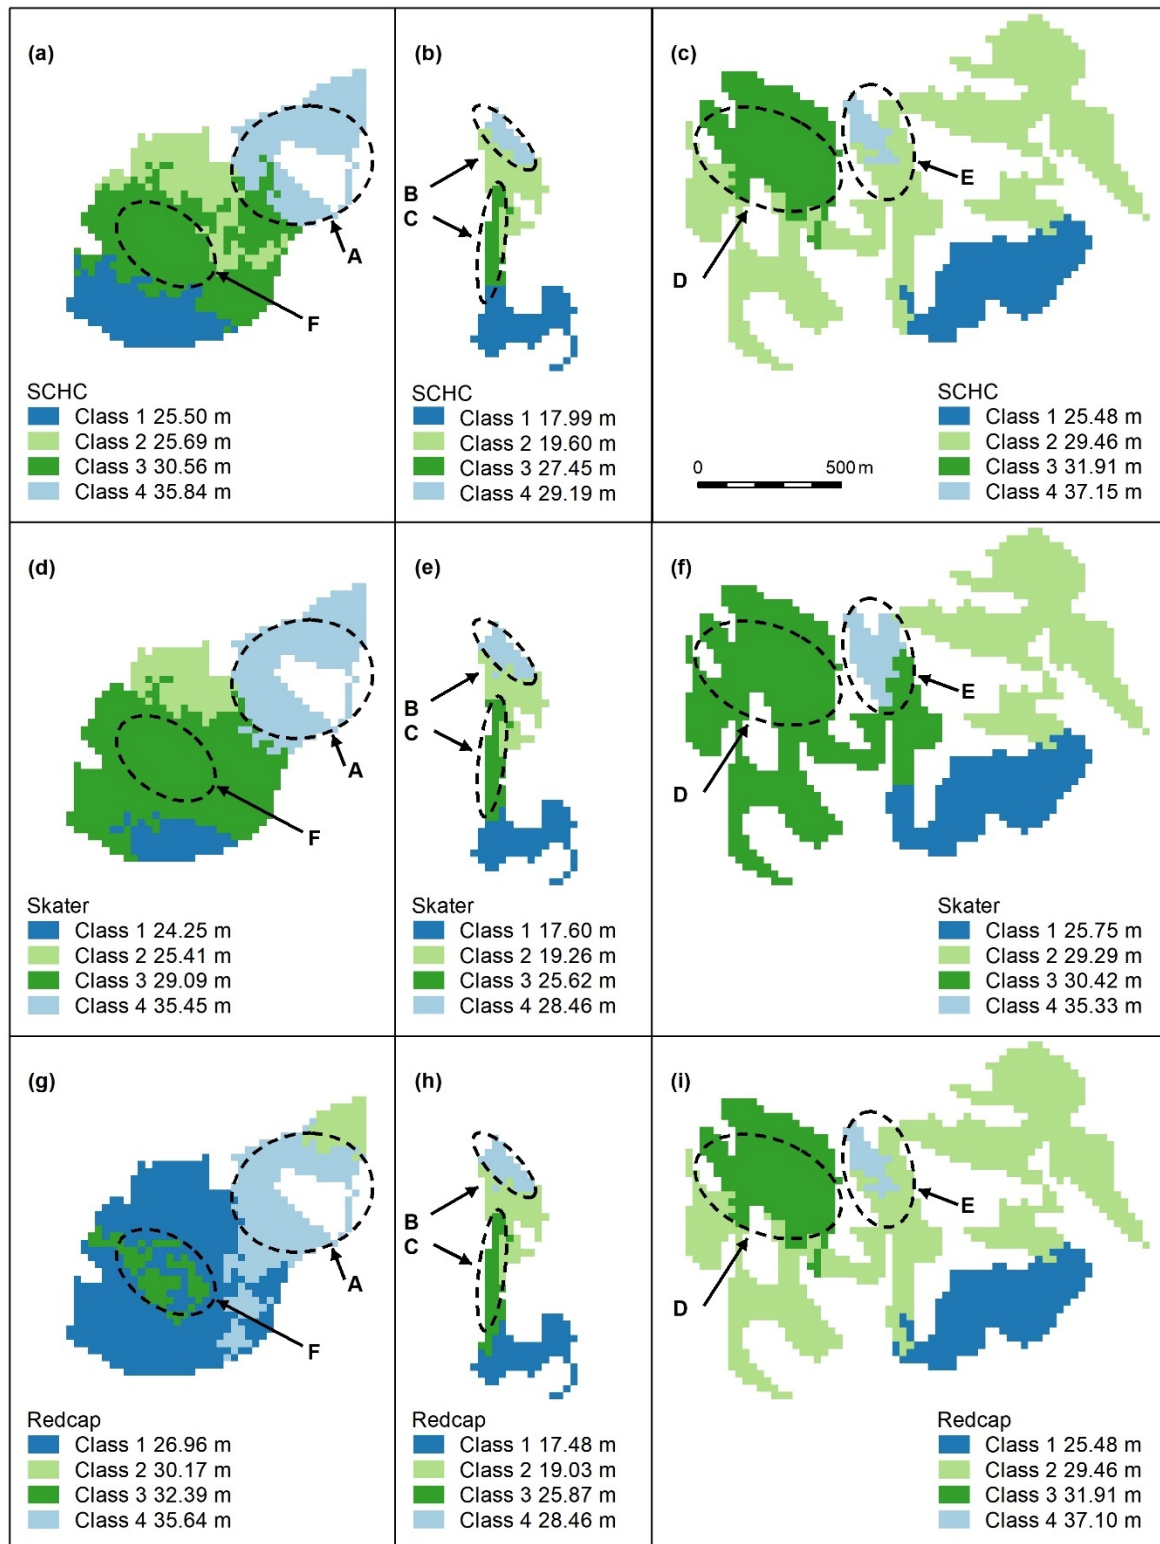 (a)
A
F
SCHC
Class 1 25.50 m
Class 2 25.69 m
Class 3 30.56 m
Class 4 35.84 m
(b)
B
C
SCHC
Class 1 17.99 m
Class 2 19.60 m
Class 3 27.45 m
Class 4 29.19 m
(c)
E
D
0 500 m
SCHC
Class 1 25.48 m
Class 2 29.46 m
Class 3 31.91 m
Class 4 37.15 m
(d)
A
F
Skater
Class 1 24.25 m
Class 2 25.41 m
Class 3 29.09 m
Class 4 35.45 m
(e)
B
C
Skater
Class 1 17.60 m
Class 2 19.26 m
Class 3 25.62 m
Class 4 28.46 m
(f)
E
D
Skater
Class 1 25.75 m
Class 2 29.29 m
Class 3 30.42 m
Class 4 35.33 m
(g)
A
F
Redcap
Class 1 26.96 m
Class 2 30.17 m
Class 3 32.39 m
Class 4 35.64 m
(h)
B
C
Redcap
Class 1 17.48 m
Class 2 19.03 m
Class 3 25.87 m
Class 4 28.46 m
(i)
E
D
Redcap
Class 1 25.48 m
Class 2 29.46 m
Class 3 31.91 m
Class 4 37.10 m